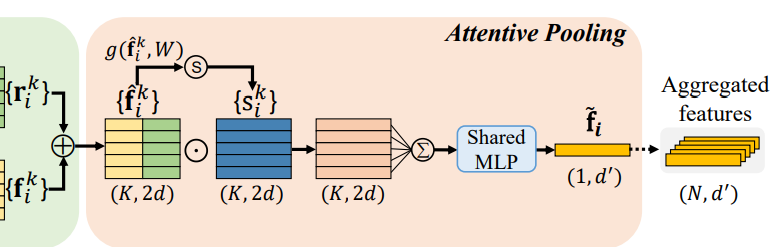 Attentive Pooling
g(f̂ᵢᵏ, W)
S
{rᵢᵏ}
{f̂ᵢᵏ}
{sᵢᵏ}
Aggregated
features
{fᵢᵏ}
Σ
Shared
MLP
f̃ᵢ
(K, 2d)
(K, 2d)
(K, 2d)
(1, d′)
(N, d′)